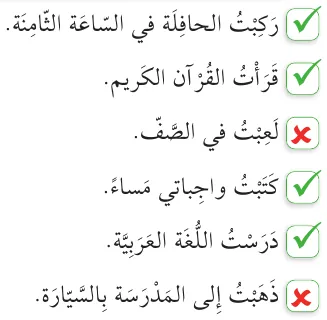 رَكِبْتُ الحافِلَة في السّاعَة الثّامِنَة.
قَرَأْتُ القُرْآن الكَريم.
لَعِبْتُ في الصَّفّ.
كَتَبْتُ واجِباتي مَساءً.
دَرَسْتُ اللُّغَة العَرَبِيَّة.
ذَهَبْتُ إِلى المَدْرَسَة بِالسَّيّارَة.